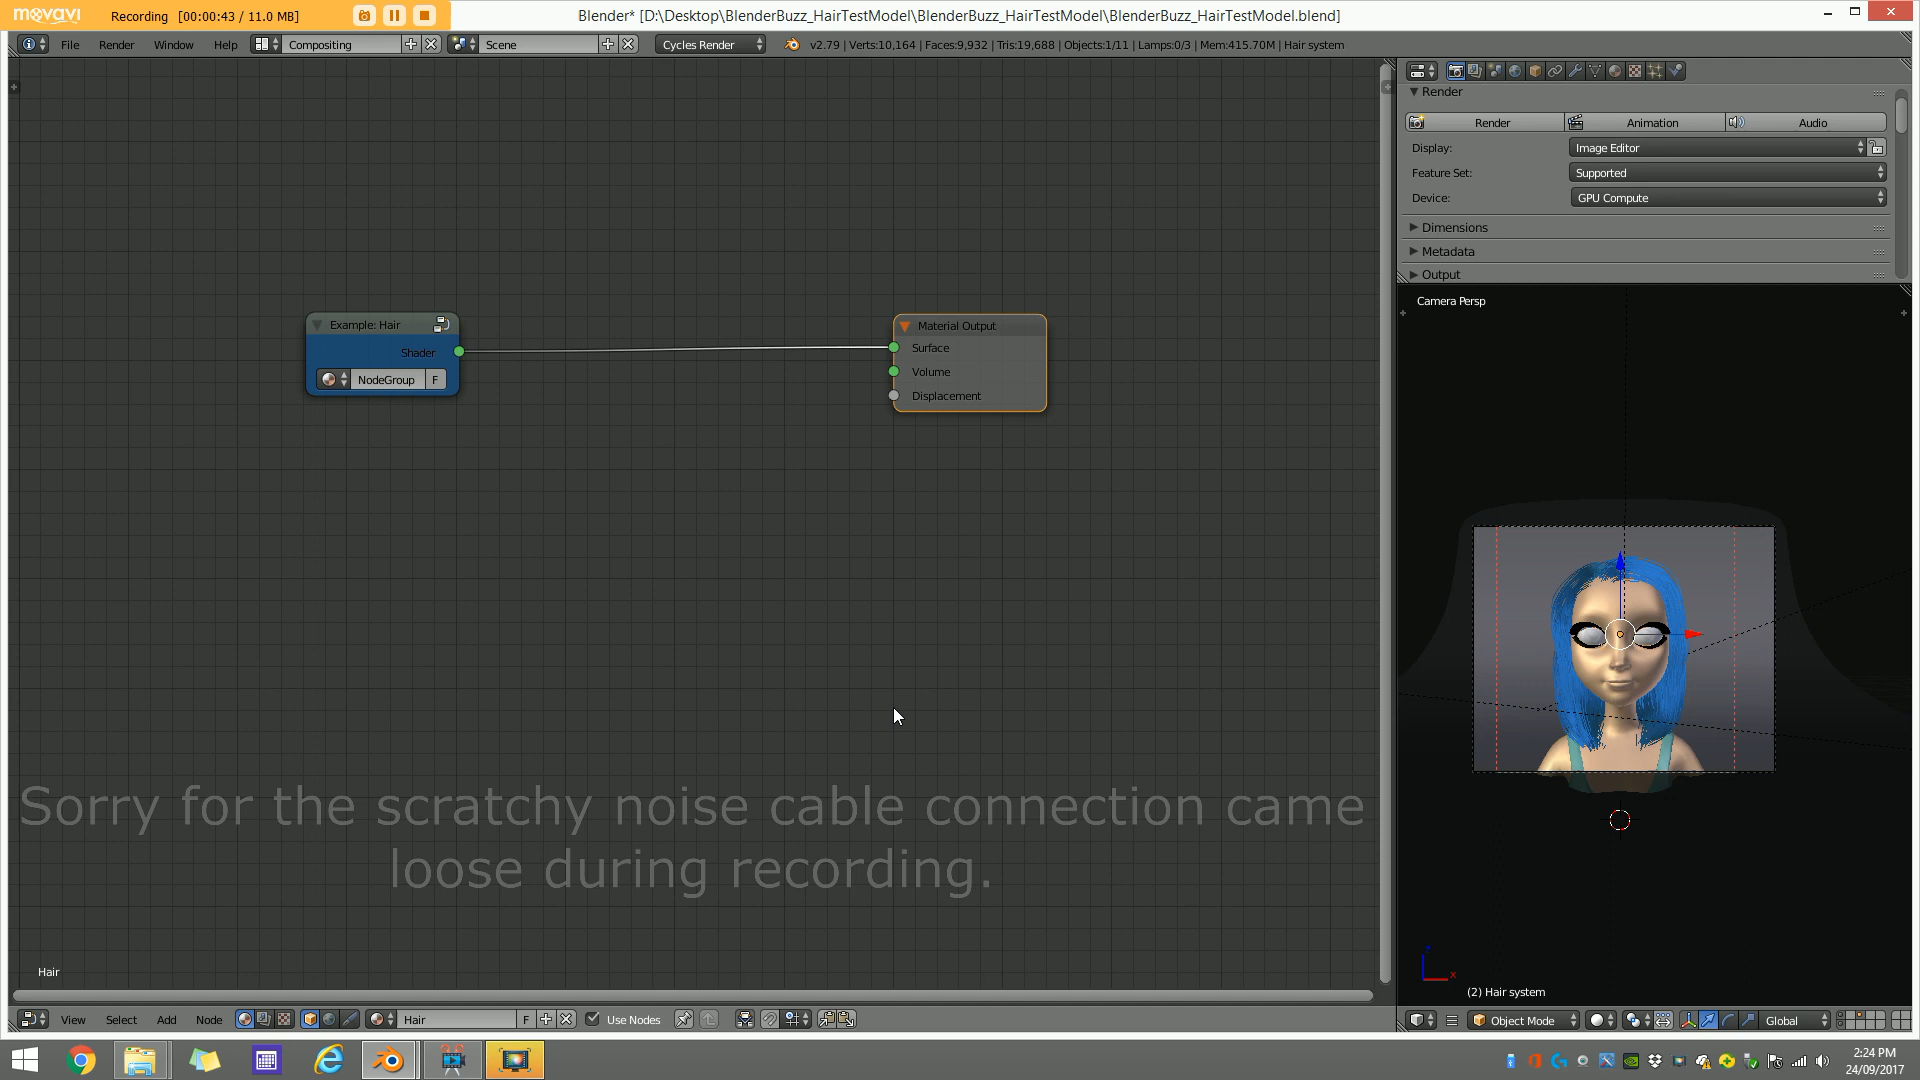 movavi
Recording [00:00:43 / 11.0 MB]
Blender* [D:\Desktop\BlenderBuzz_HairTestModel\BlenderBuzz_HairTestModel\BlenderBuzz_HairTestModel.blend]
File Render Window Help Compositing Scene Cycles Render v2.79 | Verts:10,164 | Faces:9,932 | Tris:19,688 | Objects:1/11 | Lamps:0/3 | Mem:415.70M | Hair system
Render
Render Animation Audio
Display: Image Editor
Feature Set: Supported
Device: GPU Compute
Dimensions
Metadata
Output
Camera Persp
Example: Hair
Shader
NodeGroup F
Material Output
Surface
Volume
Displacement
Sorry for the scratchy noise cable connection came
loose during recording.
Hair
z
x
(2) Hair system
View Select Add Node Hair F Use Nodes
Object Mode Global
2:24 PM
24/09/2017